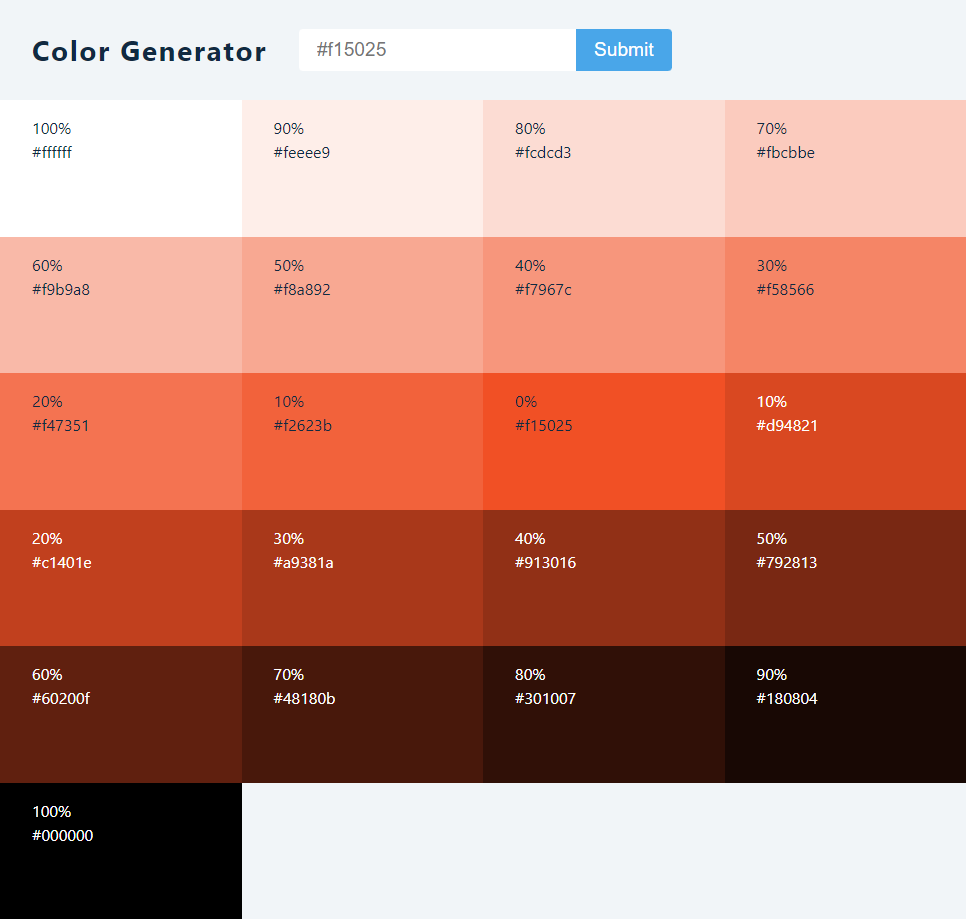 Color Generator
#f15025
Submit
100%
#ffffff
90%
#feeee9
80%
#fcdcd3
70%
#fbcbbe
60%
#f9b9a8
50%
#f8a892
40%
#f7967c
30%
#f58566
20%
#f47351
10%
#f2623b
0%
#f15025
10%
#d94821
20%
#c1401e
30%
#a9381a
40%
#913016
50%
#792813
60%
#60200f
70%
#48180b
80%
#301007
90%
#180804
100%
#000000